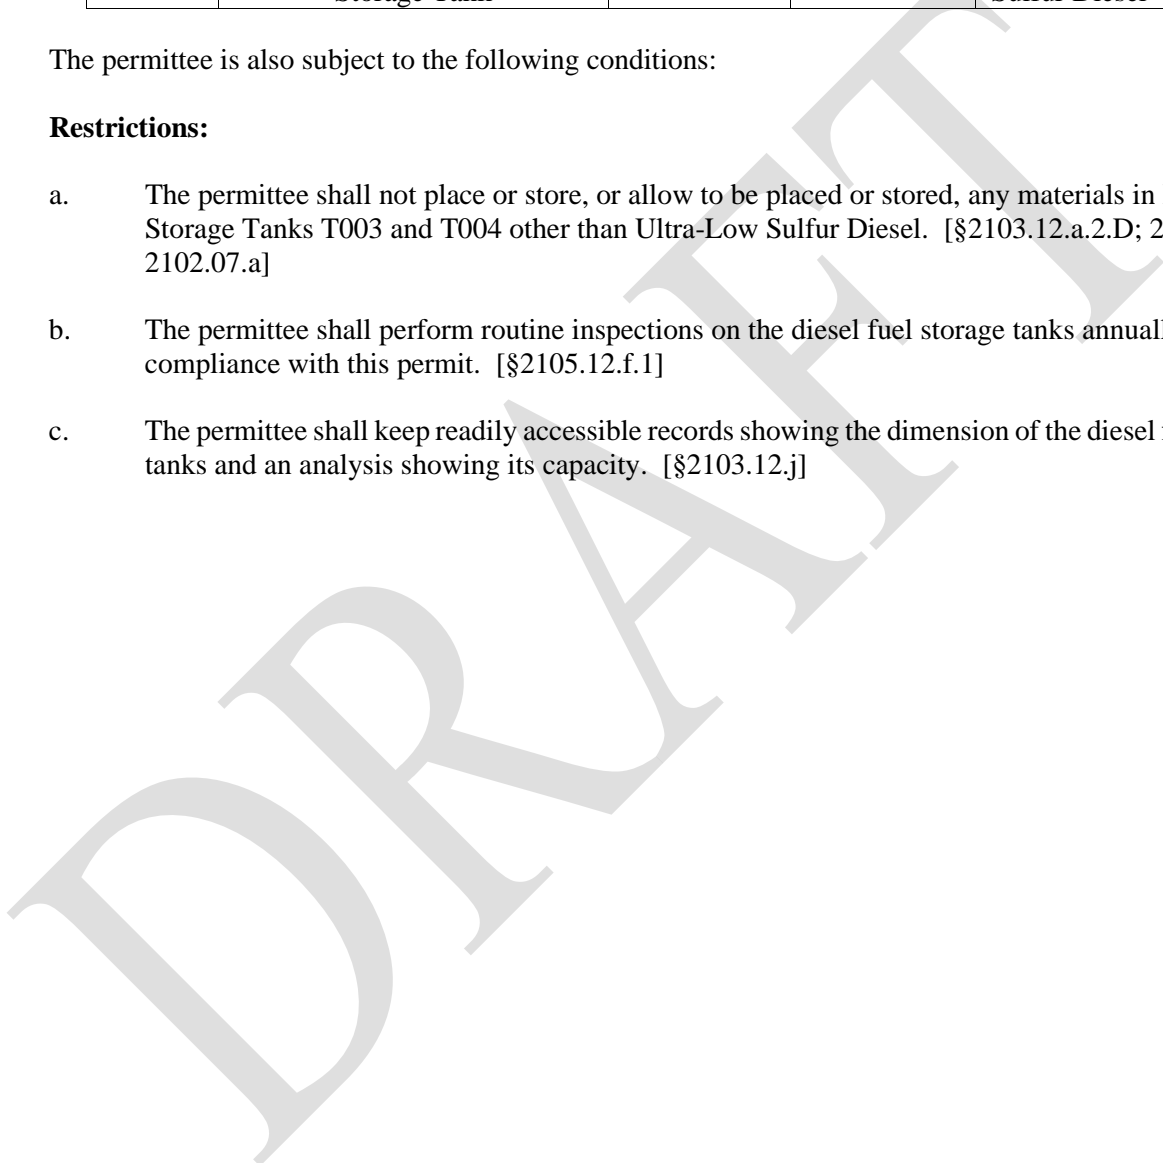 Storage Tank Sulfur Diesel
The permittee is also subject to the following conditions:
Restrictions:
a. The permittee shall not place or store, or allow to be placed or stored, any materials in
Storage Tanks T003 and T004 other than Ultra-Low Sulfur Diesel. [§2103.12.a.2.D; 2
2102.07.a]
b. The permittee shall perform routine inspections on the diesel fuel storage tanks annuall
compliance with this permit. [§2105.12.f.1]
c. The permittee shall keep readily accessible records showing the dimension of the diesel
tanks and an analysis showing its capacity. [§2103.12.j]
DRAFT